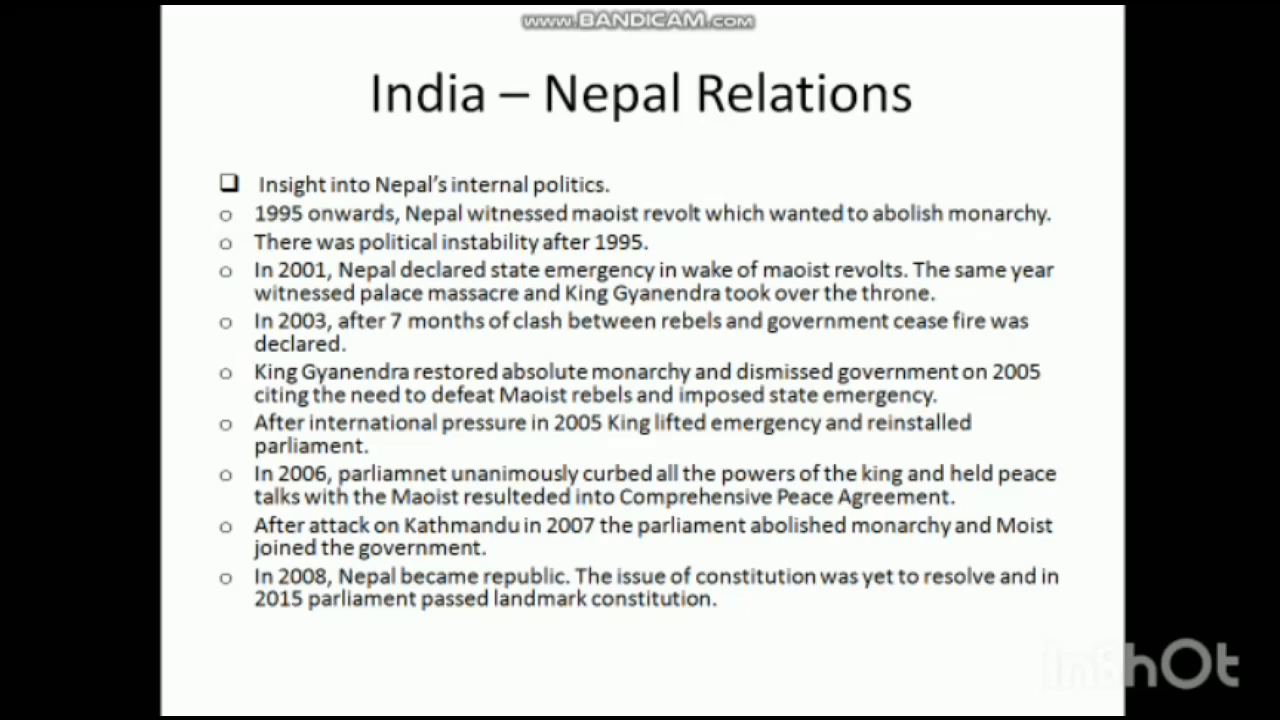 www.BANDICAM.com
India – Nepal Relations
❑ Insight into Nepal's internal politics.
o 1995 onwards, Nepal witnessed maoist revolt which wanted to abolish monarchy.
o There was political instability after 1995.
o In 2001, Nepal declared state emergency in wake of maoist revolts. The same year
witnessed palace massacre and King Gyanendra took over the throne.
o In 2003, after 7 months of clash between rebels and government cease fire was
declared.
o King Gyanendra restored absolute monarchy and dismissed government on 2005
citing the need to defeat Maoist rebels and imposed state emergency.
o After international pressure in 2005 King lifted emergency and reinstalled
parliament.
o In 2006, parliamnet unanimously curbed all the powers of the king and held peace
talks with the Maoist resulteded into Comprehensive Peace Agreement.
o After attack on Kathmandu in 2007 the parliament abolished monarchy and Moist
joined the government.
o In 2008, Nepal became republic. The issue of constitution was yet to resolve and in
2015 parliament passed landmark constitution.
InShOt